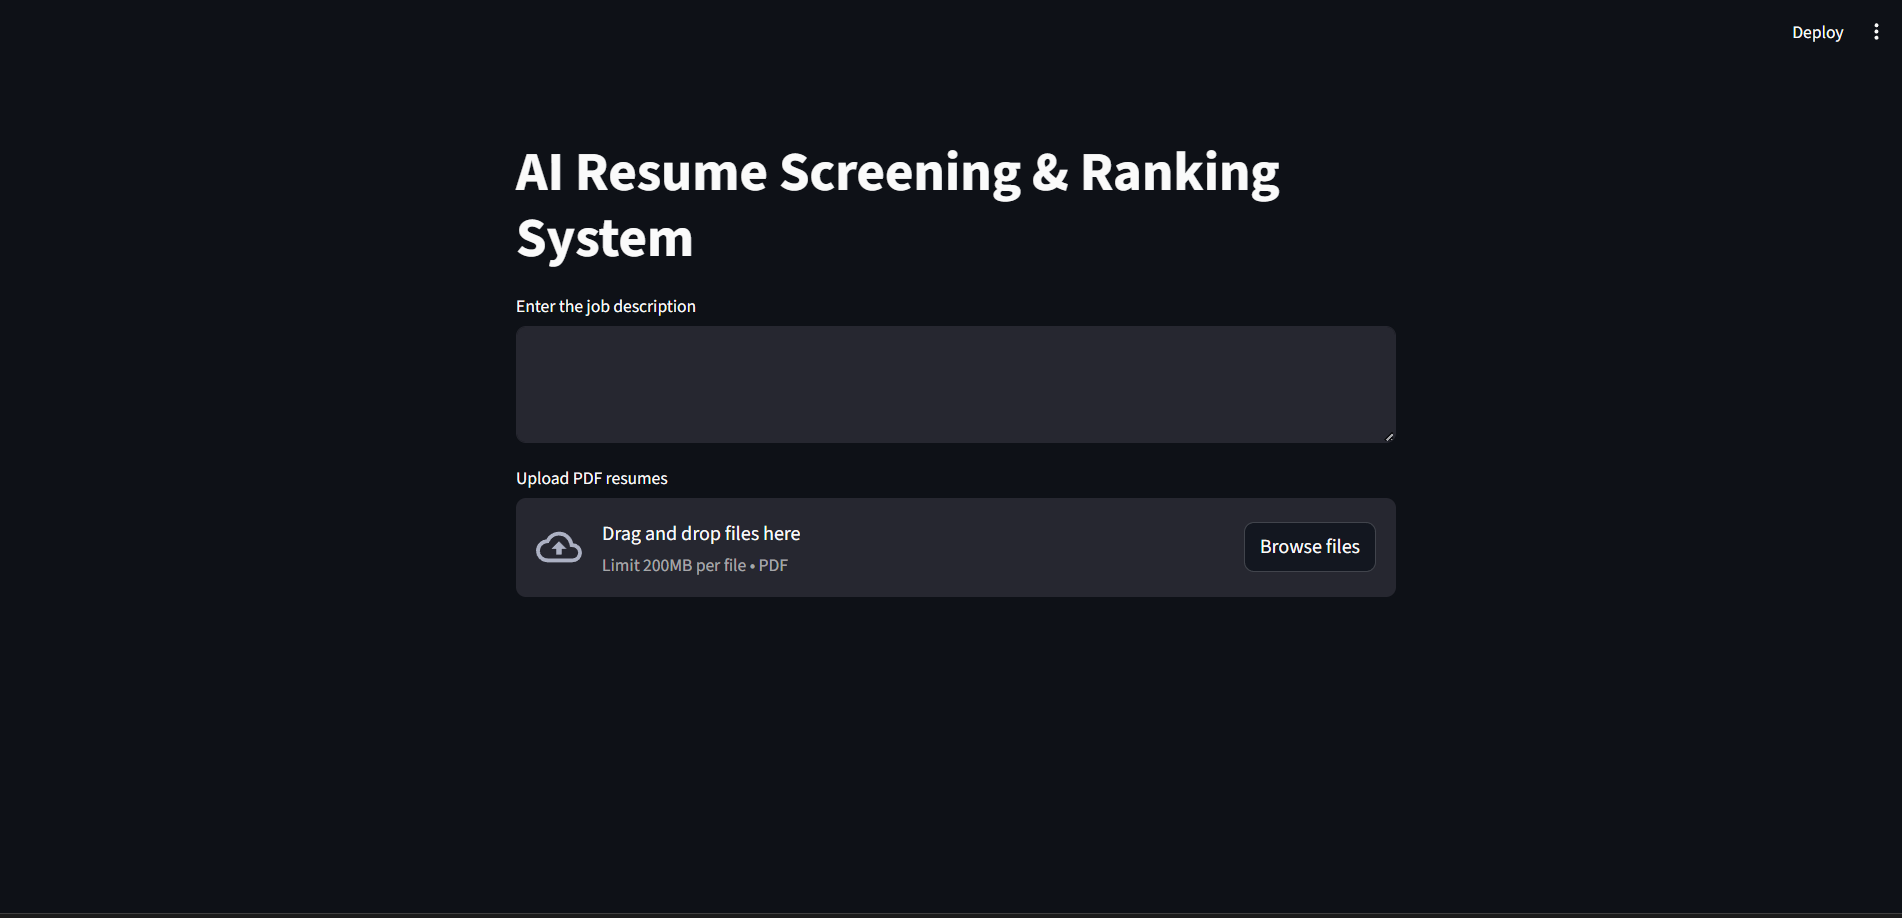 Deploy
AI Resume Screening & Ranking
System
Enter the job description
Upload PDF resumes
Drag and drop files here
Limit 200MB per file • PDF
Browse files